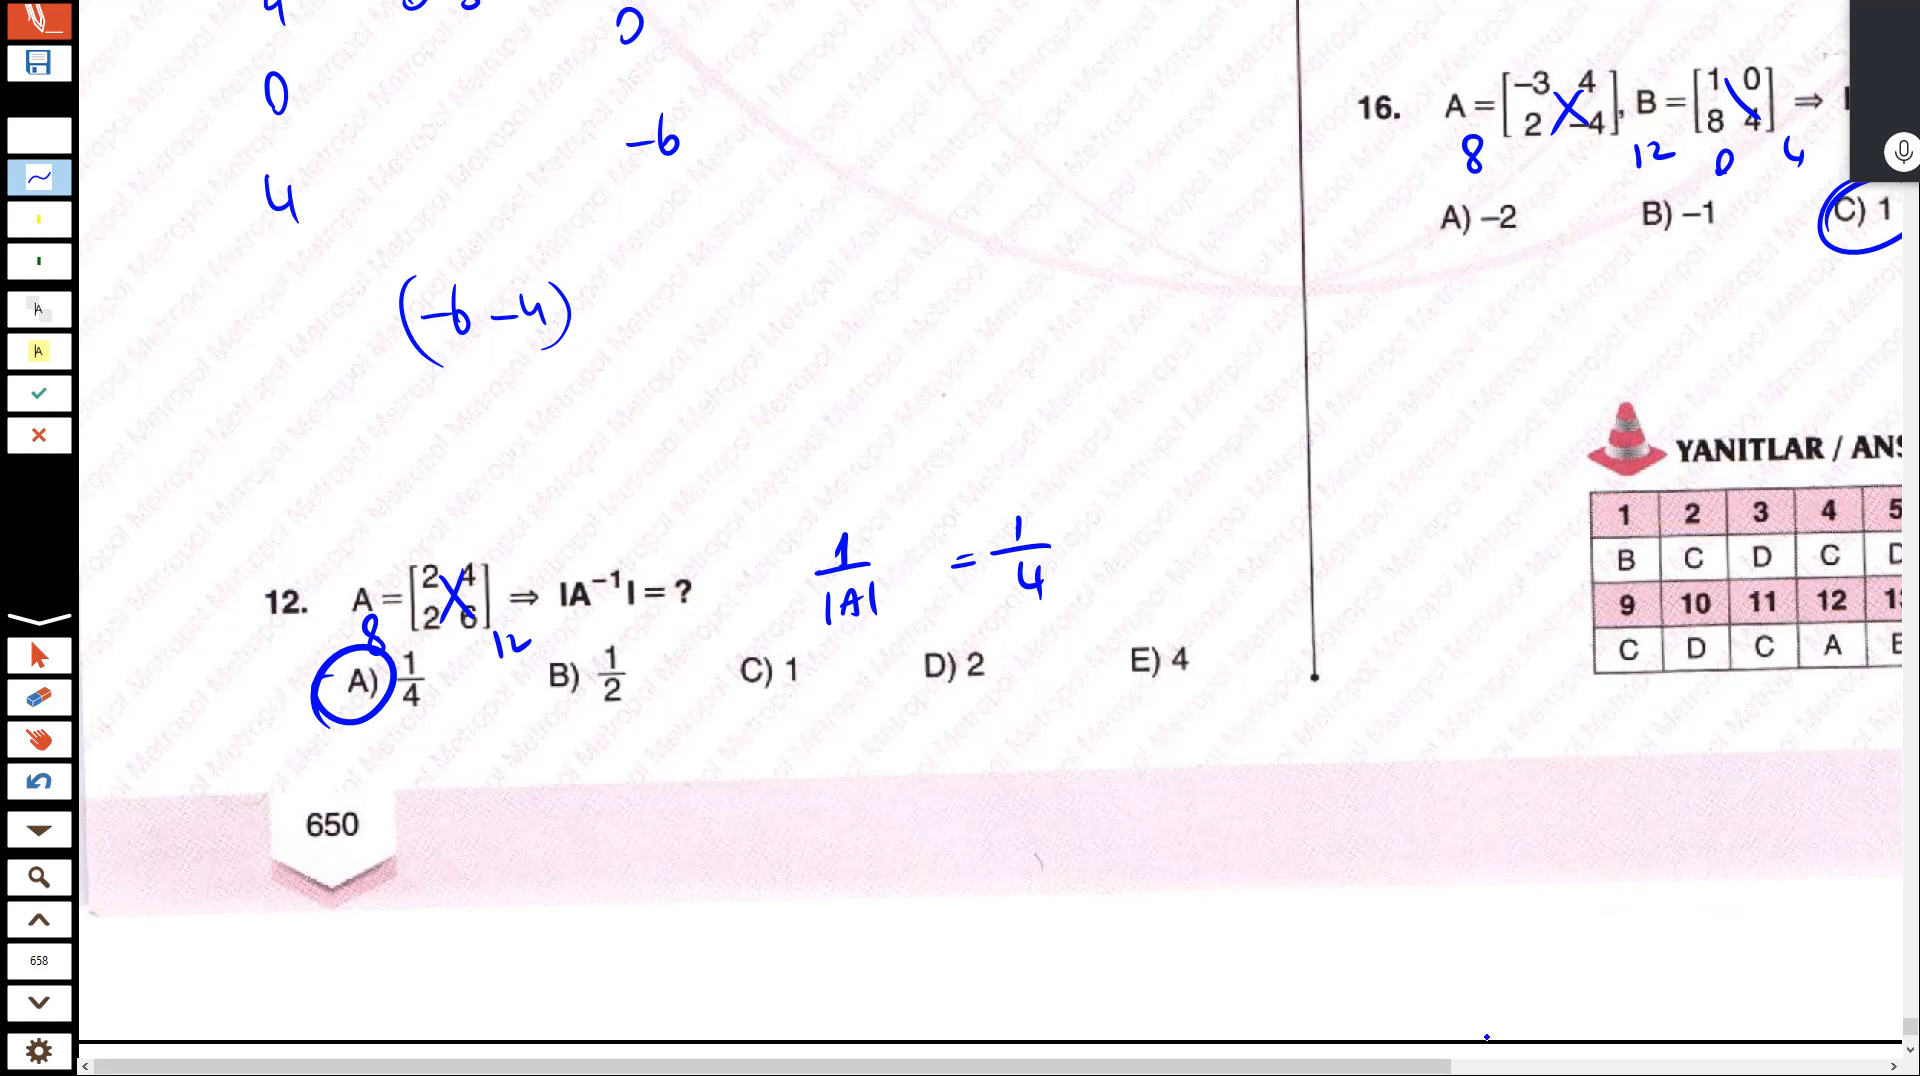 0
0
-6
4
(-6 -4)
12. A = [2 4
2 6] ⇒ |A⁻¹| = ?
1
|A|
= 1
4
8
12
A) 1/4 B) 1/2 C) 1 D) 2 E) 4
650
16. A = [-3 4
2 -4], B = [1 0
8 4] ⇒
8 12 0 4
A) -2 B) -1 C) 1
YANITLAR / ANS
1 2 3 4 5
B C D C D
9 10 11 12 13
C D C A E
658